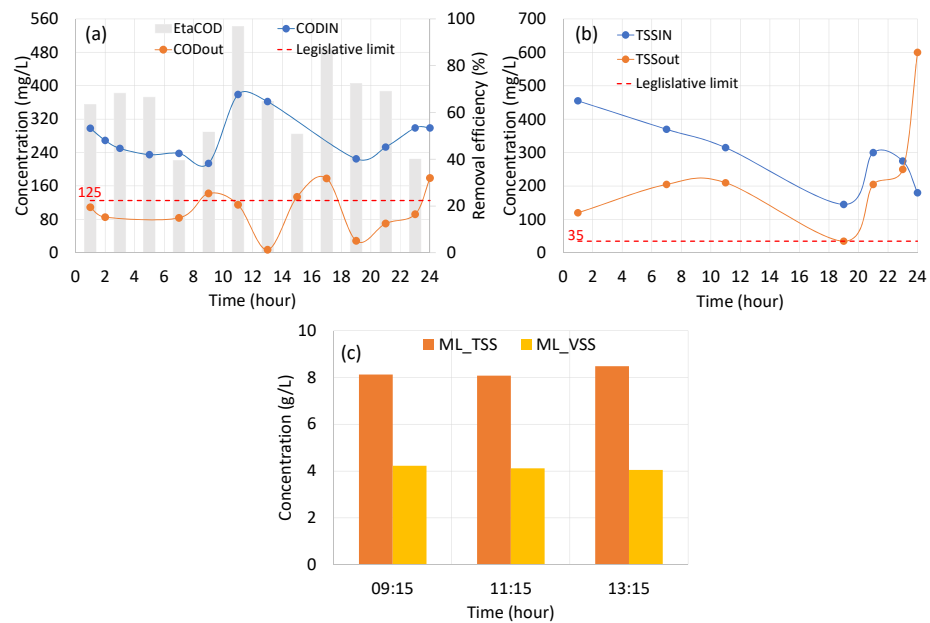 (a)
EtaCOD
CODIN
CODout
Legislative limit
Concentration (mg/L)
560
480
400
320
240
160
80
0
125
100
80
60
40
20
0
Removal efficiency (%)
0 2 4 6 8 10 12 14 16 18 20 22 24
Time (hour)
(b)
TSSIN
TSSout
Leglislative limit
Concentration (mg/L)
700
600
500
400
300
200
100
0
35
0 2 4 6 8 10 12 14 16 18 20 22 24
Time (hour)
(c)
ML_TSS
ML_VSS
Concentration (g/L)
10
8
6
4
2
0
09:15 11:15 13:15
Time (hour)